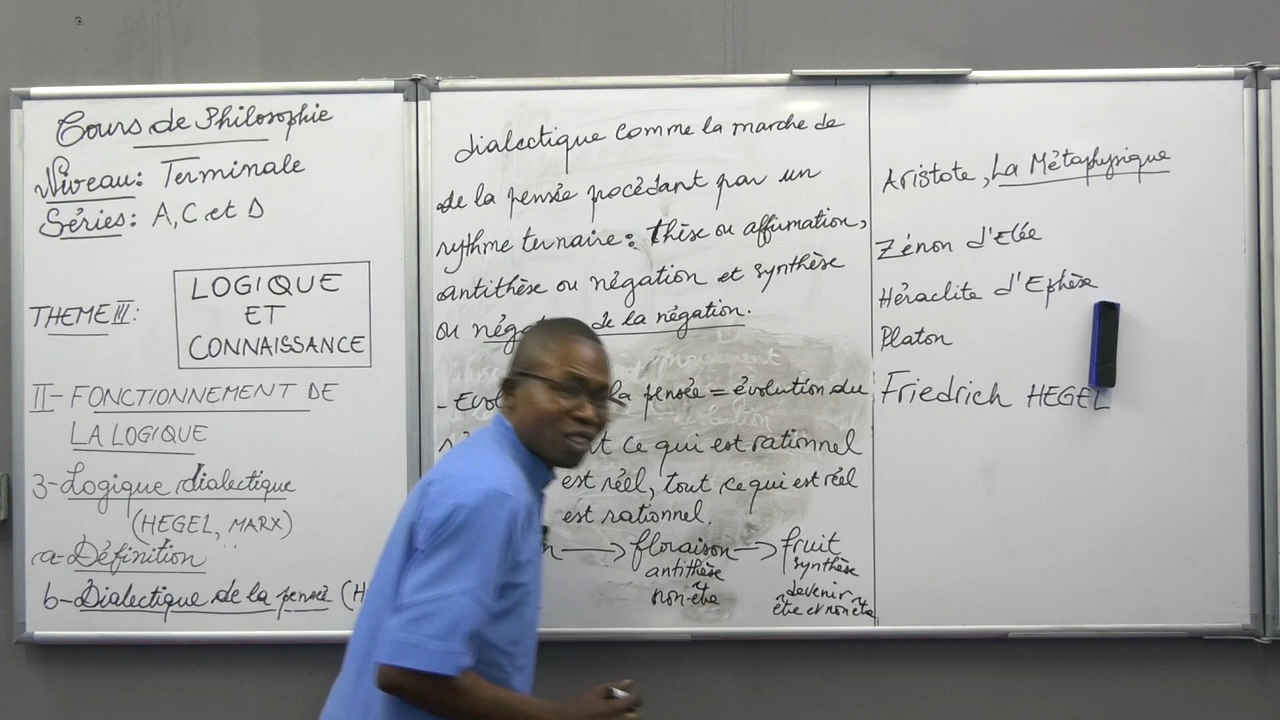 Cours de Philosophie
Niveau: Terminale
Séries: A, C et D
THEME III:
LOGIQUE
ET
CONNAISSANCE
II- FONCTIONNEMENT DE
LA LOGIQUE
3-Logique dialectique
(HEGEL, MARX)
a-Définition
b-Dialectique de la pensée (H
dialectique comme la marche de
de la pensée procédant par un
rythme ternaire: thèse ou affirmation,
antithèse ou négation et synthèse
ou de la négation.
la pensée = évolution du
ce qui est rationnel
est réel, tout ce qui est réel
est rationnel.
→ floraison → fruit
antithèse synthèse
non-être devenir
être et non être
Aristote, La Métaphysique
Zénon d'Elée
Héraclite d'Ephèse
Platon
Friedrich HEGEL